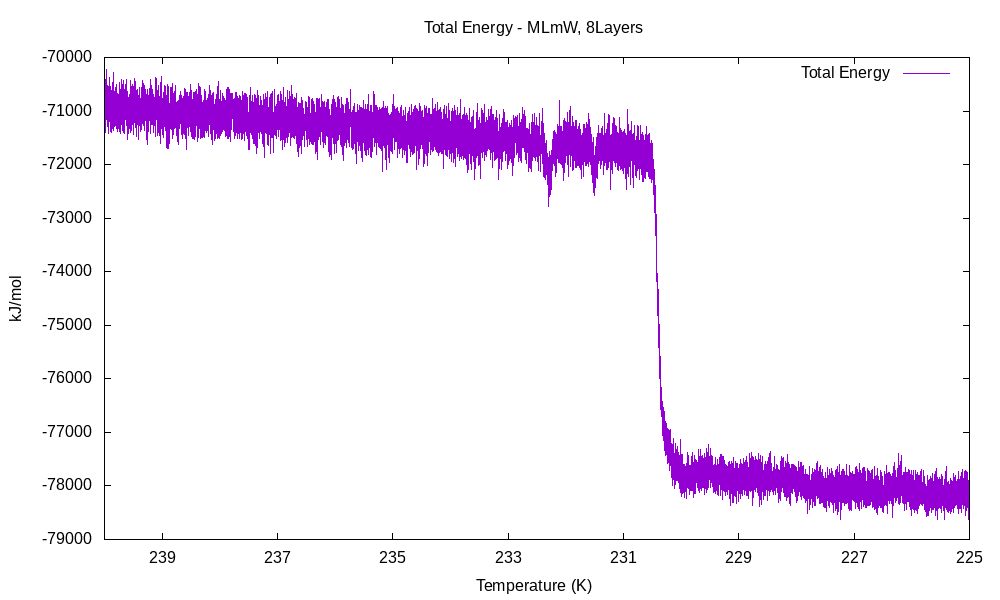 Total Energy - MLmW, 8Layers
Total Energy
-70000
-71000
-72000
-73000
-74000
-75000
-76000
-77000
-78000
-79000
kJ/mol
239 237 235 233 231 229 227 225
Temperature (K)